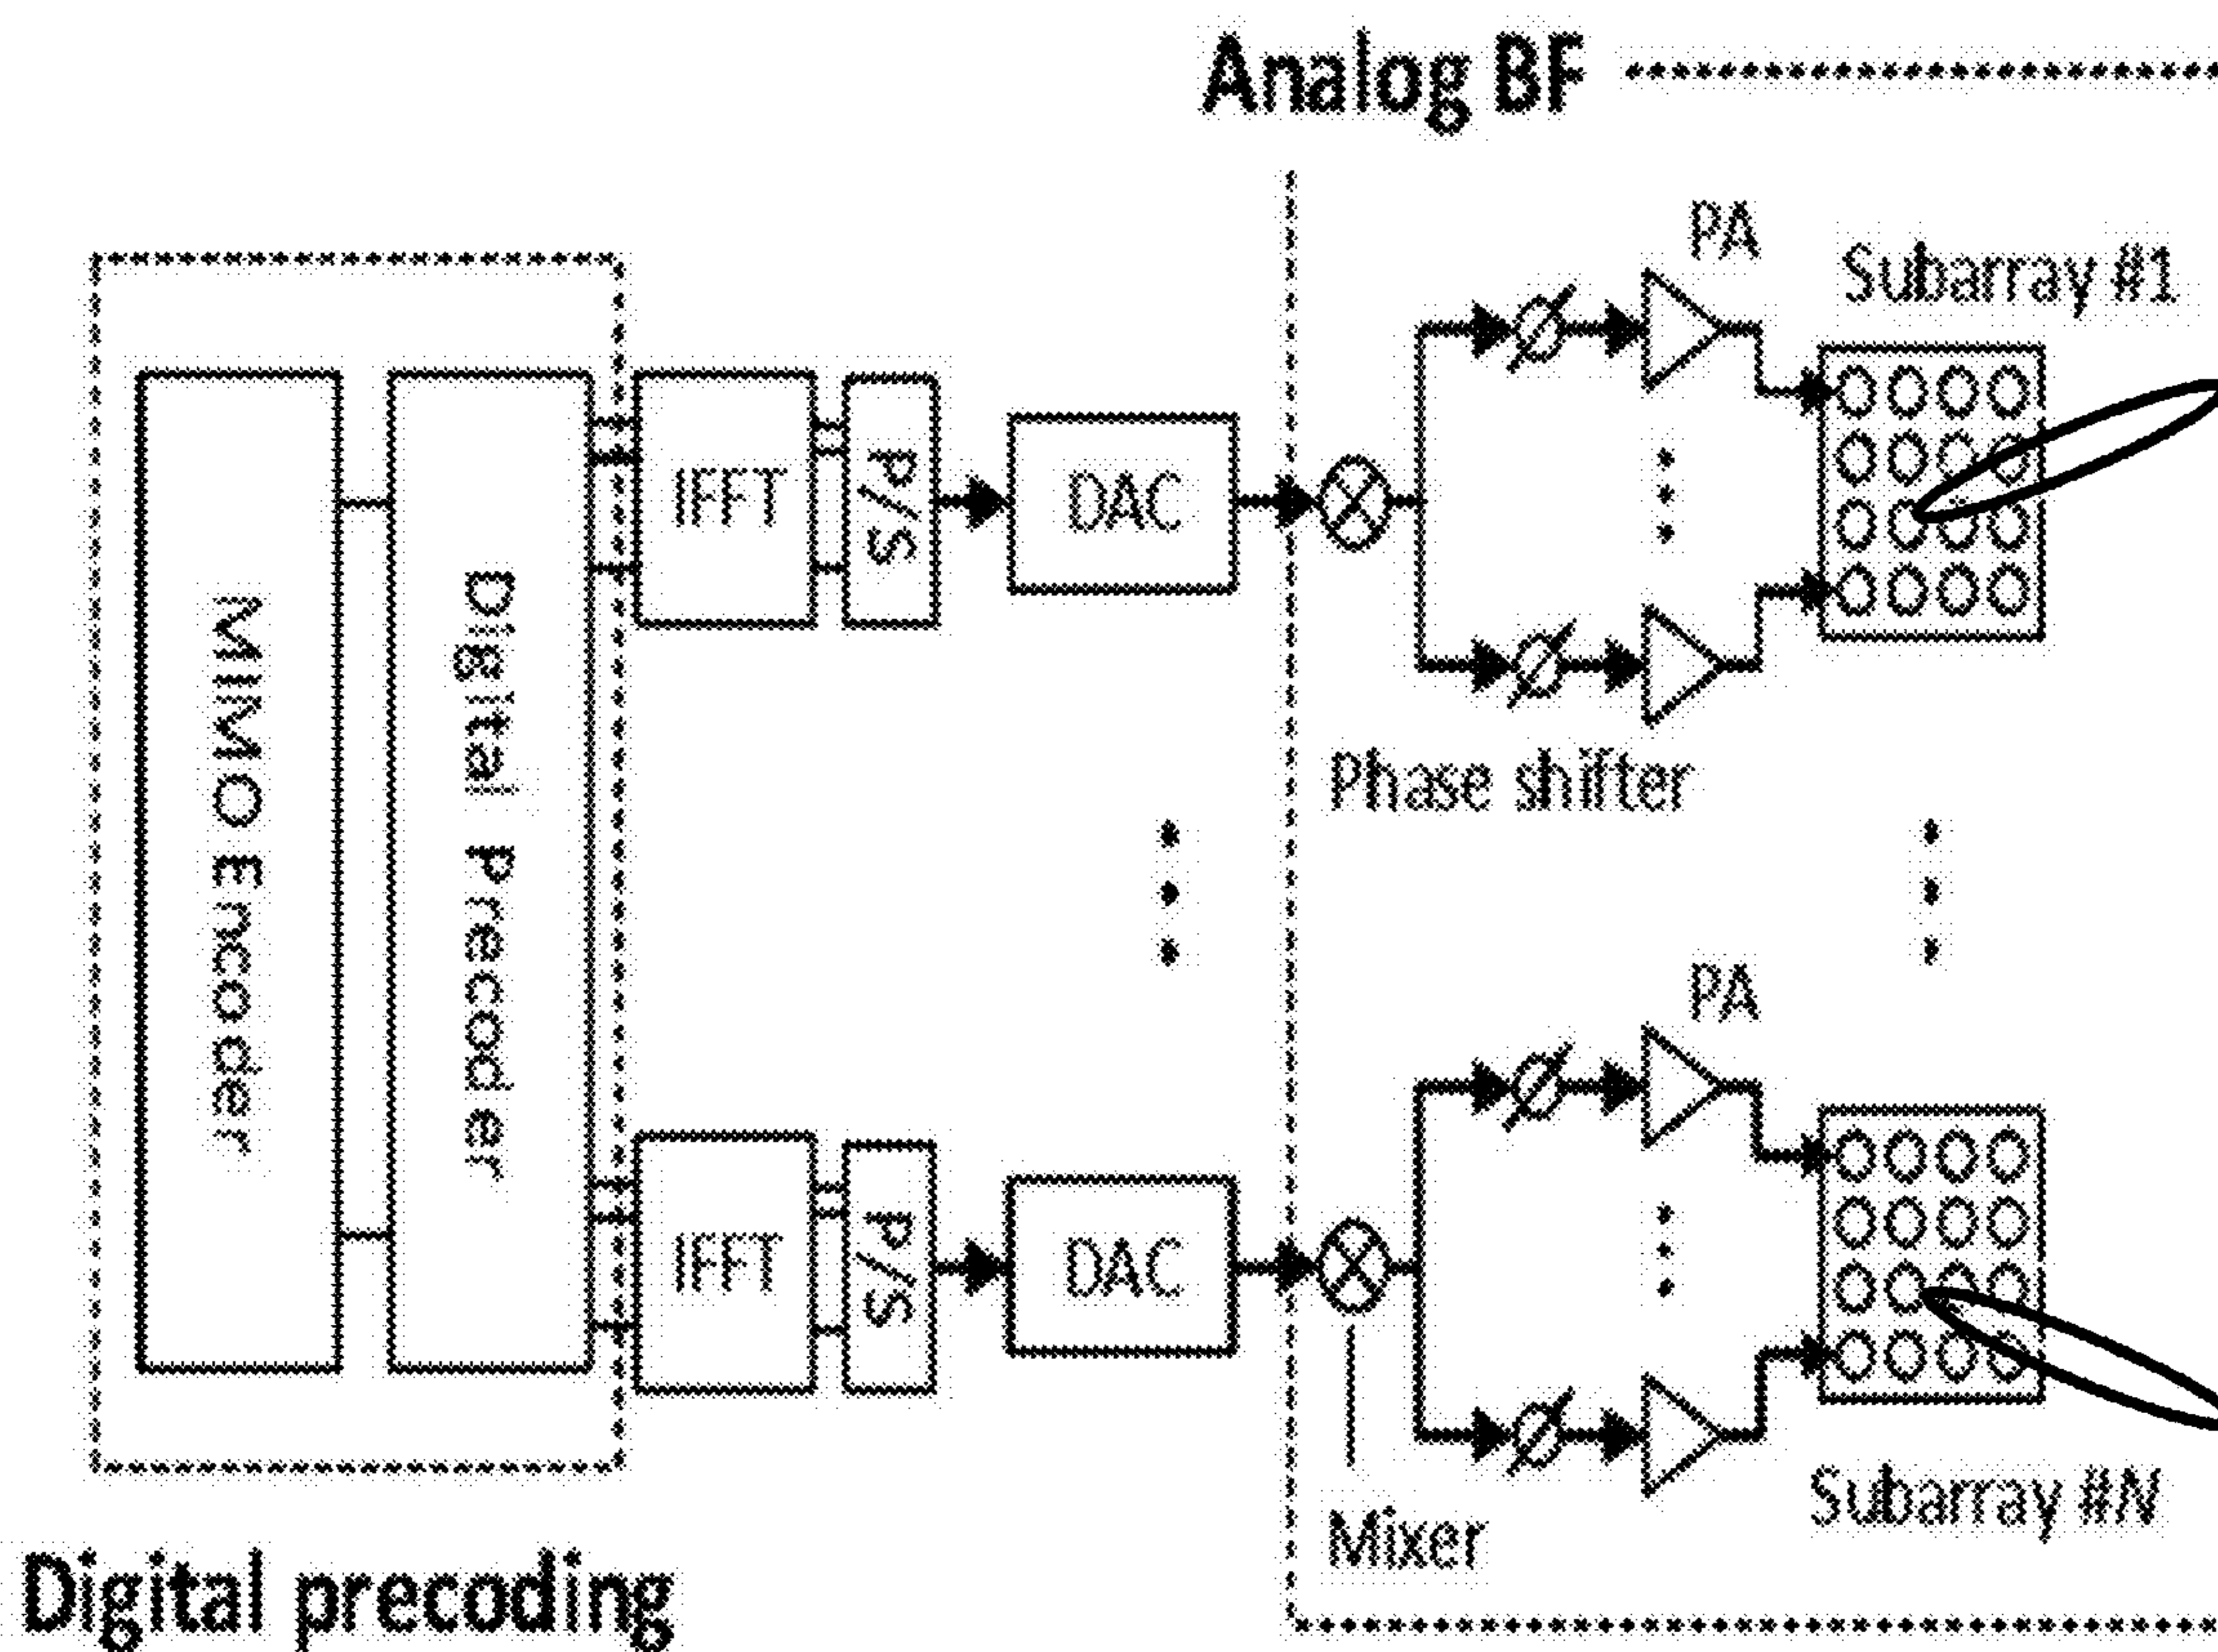 Analog BF
PA
Subarray #1
MIMO Encoder
Digital Precoder
IFFT
P/S
DAC
Phase shifter
PA
IFFT
P/S
DAC
Subarray #N
Mixer
Digital precoding